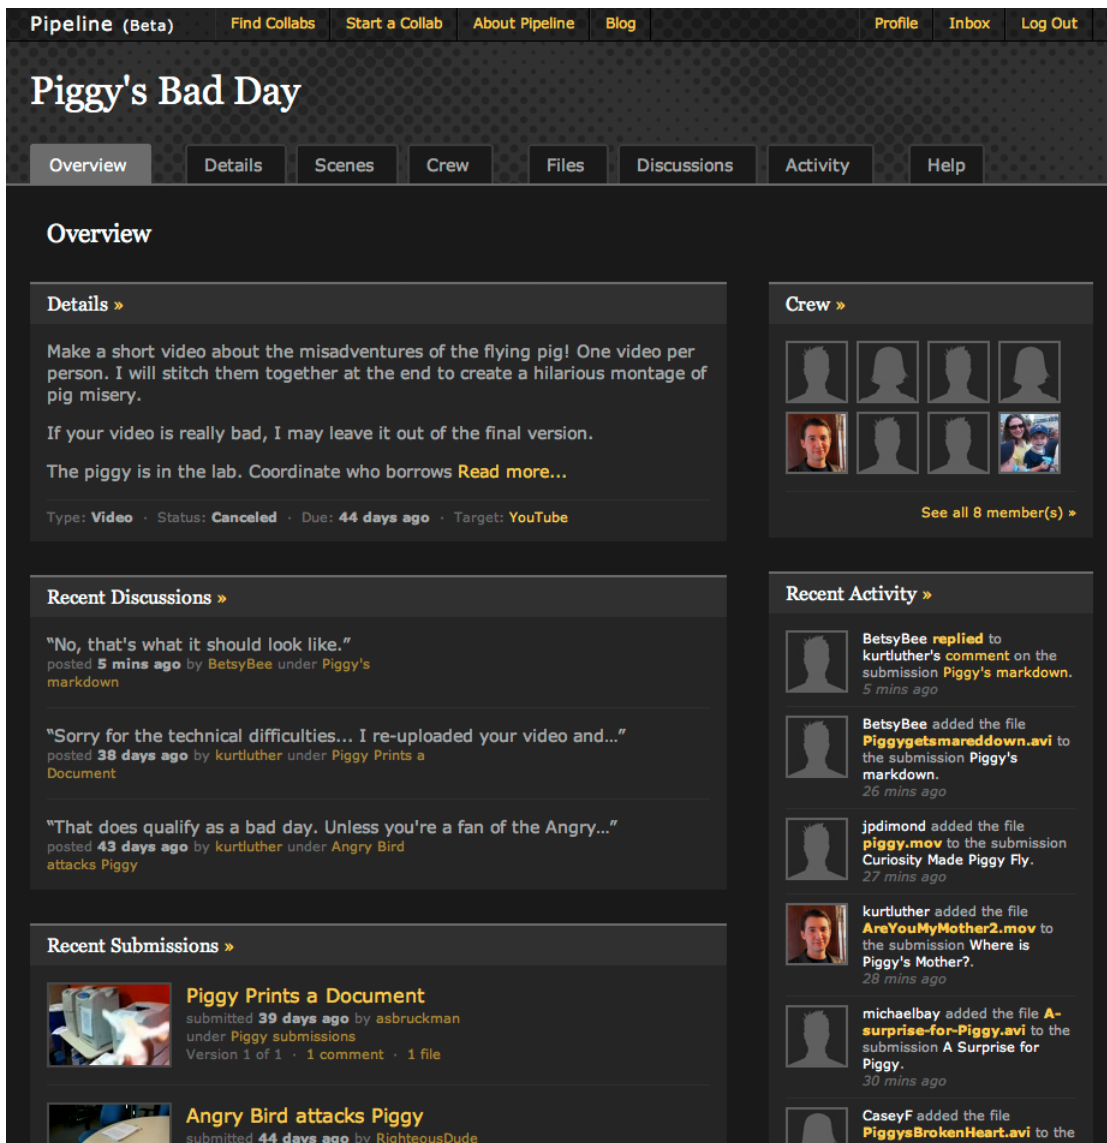 Pipeline (Beta)
Find Collabs
Start a Collab
About Pipeline
Blog
Profile
Inbox
Log Out
Piggy's Bad Day
Overview
Details
Scenes
Crew
Files
Discussions
Activity
Help
Overview
Details »
Make a short video about the misadventures of the flying pig! One video per
person. I will stitch them together at the end to create a hilarious montage of
pig misery.
If your video is really bad, I may leave it out of the final version.
The piggy is in the lab. Coordinate who borrows Read more...
Type: Video · Status: Canceled · Due: 44 days ago · Target: YouTube
Recent Discussions »
“No, that's what it should look like.”
posted 5 mins ago by BetsyBee under Piggy's
markdown
“Sorry for the technical difficulties... I re-uploaded your video and...”
posted 38 days ago by kurtluther under Piggy Prints a
Document
“That does qualify as a bad day. Unless you're a fan of the Angry...”
posted 43 days ago by kurtluther under Angry Bird
attacks Piggy
Recent Submissions »
Piggy Prints a Document
submitted 39 days ago by asbruckman
under Piggy submissions
Version 1 of 1 · 1 comment · 1 file
Angry Bird attacks Piggy
submitted 44 days ago by RighteousDude
Crew »
See all 8 member(s) »
Recent Activity »
BetsyBee replied to
kurtluther's comment on the
submission Piggy's markdown.
5 mins ago
BetsyBee added the file
Piggygetsmareddown.avi to
the submission Piggy's
markdown.
26 mins ago
jpdimond added the file
piggy.mov to the submission
Curiosity Made Piggy Fly.
27 mins ago
kurtluther added the file
AreYouMyMother2.mov to
the submission Where is
Piggy's Mother?.
28 mins ago
michaelbay added the file A-
surprise-for-Piggy.avi to the
submission A Surprise for
Piggy.
30 mins ago
CaseyF added the file
PiggysBrokenHeart.avi to the